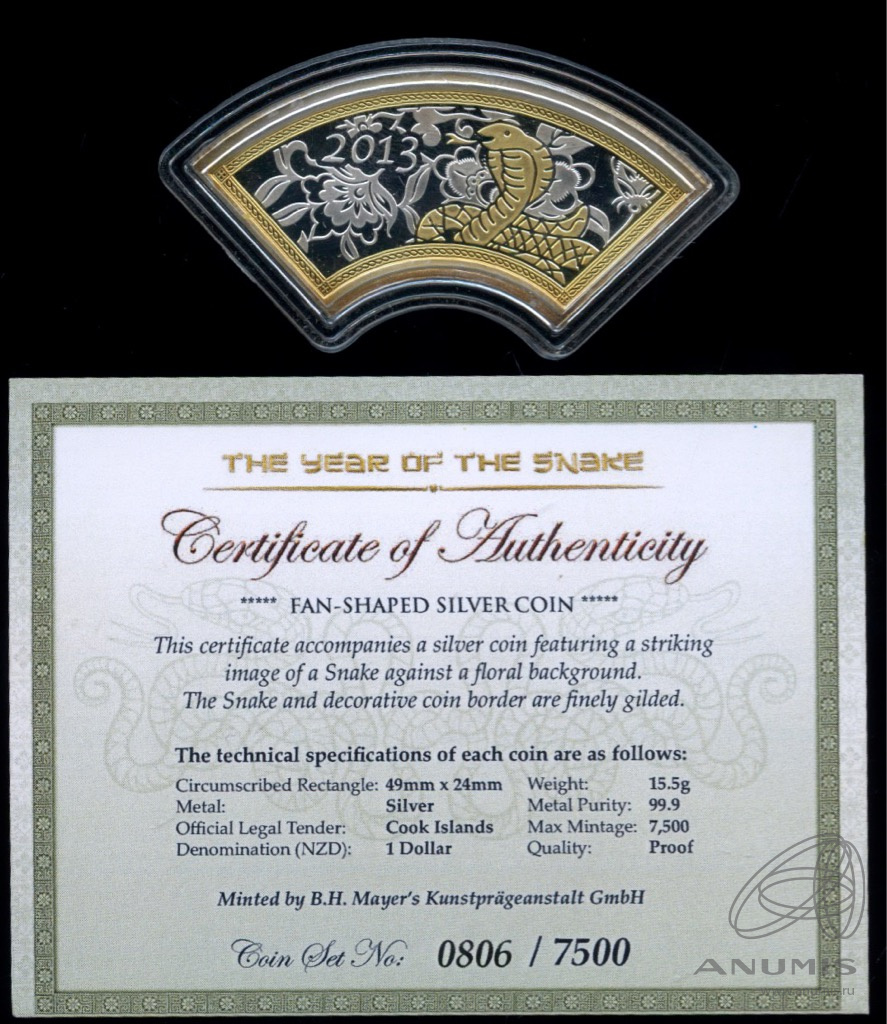 2013
THE YEAR OF THE SNAKE
Certificate of Authenticity
***** FAN-SHAPED SILVER COIN *****
This certificate accompanies a silver coin featuring a striking
image of a Snake against a floral background.
The Snake and decorative coin border are finely gilded.
The technical specifications of each coin are as follows:
Circumscribed Rectangle: 49mm x 24mm Weight: 15.5g
Metal: Silver Metal Purity: 99.9
Official Legal Tender: Cook Islands Max Mintage: 7,500
Denomination (NZD): 1 Dollar Quality: Proof
Minted by B.H. Mayer's Kunstprägeanstalt GmbH
Coin Set No: 0806 / 7500
ANUMIS